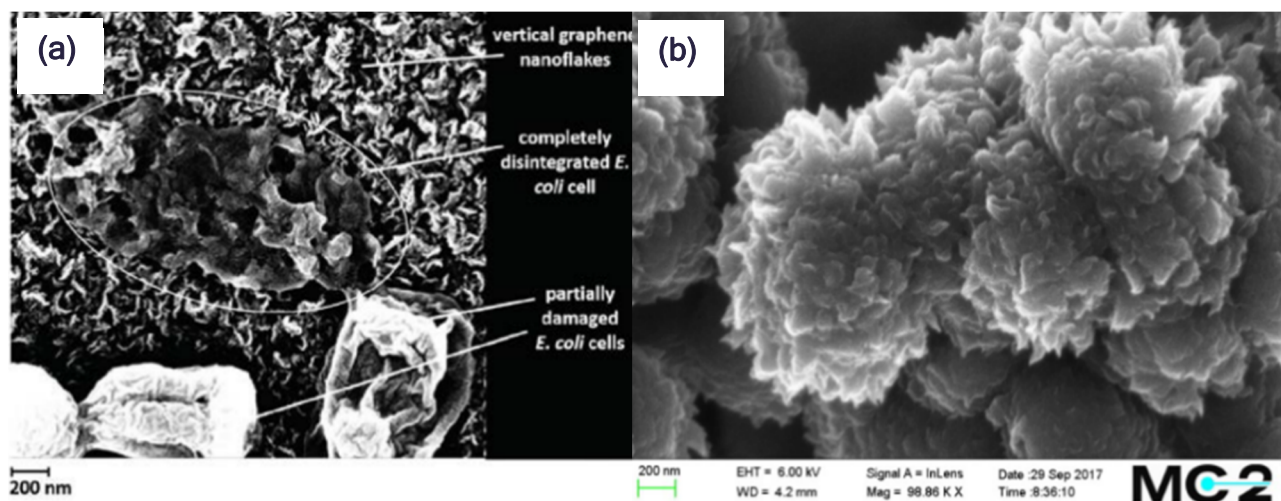 (a)
vertical graphene
nanoflakes
completely
disintegrated E.
coli cell
partially
damaged
E. coli cells
200 nm
(b)
200 nm
EHT = 6.00 kV
WD = 4.2 mm
Signal A = InLens
Mag = 98.86 K X
Date :29 Sep 2017
Time :8:36:10
MC2